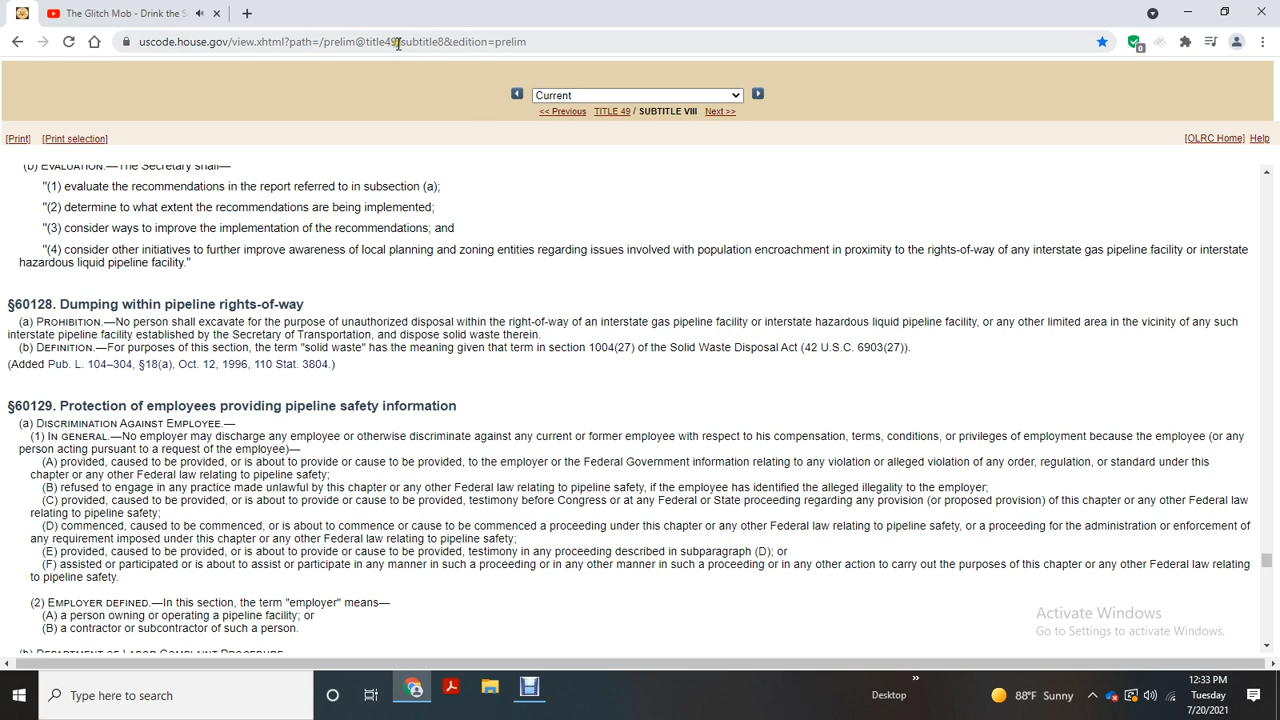 The Glitch Mob - Drink the S
uscode.house.gov/view.xhtml?path=/prelim@title49/subtitle8&edition=prelim
0
Current
<< Previous TITLE 49 / SUBTITLE VIII Next >>
[Print] [Print selection] [OLRC Home] Help
(b) EVALUATION.—The Secretary shall—
"(1) evaluate the recommendations in the report referred to in subsection (a);
"(2) determine to what extent the recommendations are being implemented;
"(3) consider ways to improve the implementation of the recommendations; and
"(4) consider other initiatives to further improve awareness of local planning and zoning entities regarding issues involved with population encroachment in proximity to the rights-of-way of any interstate gas pipeline facility or interstate
hazardous liquid pipeline facility."
§60128. Dumping within pipeline rights-of-way
(a) PROHIBITION.—No person shall excavate for the purpose of unauthorized disposal within the right-of-way of an interstate gas pipeline facility or interstate hazardous liquid pipeline facility, or any other limited area in the vicinity of any such
interstate pipeline facility established by the Secretary of Transportation, and dispose solid waste therein.
(b) DEFINITION.—For purposes of this section, the term "solid waste" has the meaning given that term in section 1004(27) of the Solid Waste Disposal Act (42 U.S.C. 6903(27)).
(Added Pub. L. 104–304, §18(a), Oct. 12, 1996, 110 Stat. 3804.)
§60129. Protection of employees providing pipeline safety information
(a) DISCRIMINATION AGAINST EMPLOYEE.—
(1) IN GENERAL.—No employer may discharge any employee or otherwise discriminate against any current or former employee with respect to his compensation, terms, conditions, or privileges of employment because the employee (or any
person acting pursuant to a request of the employee)—
(A) provided, caused to be provided, or is about to provide or cause to be provided, to the employer or the Federal Government information relating to any violation or alleged violation of any order, regulation, or standard under this
chapter or any other Federal law relating to pipeline safety;
(B) refused to engage in any practice made unlawful by this chapter or any other Federal law relating to pipeline safety, if the employee has identified the alleged illegality to the employer;
(C) provided, caused to be provided, or is about to provide or cause to be provided, testimony before Congress or at any Federal or State proceeding regarding any provision (or proposed provision) of this chapter or any other Federal law
relating to pipeline safety;
(D) commenced, caused to be commenced, or is about to commence or cause to be commenced a proceeding under this chapter or any other Federal law relating to pipeline safety, or a proceeding for the administration or enforcement of
any requirement imposed under this chapter or any other Federal law relating to pipeline safety;
(E) provided, caused to be provided, or is about to provide or cause to be provided, testimony in any proceeding described in subparagraph (D); or
(F) assisted or participated or is about to assist or participate in any manner in such a proceeding or in any other manner in such a proceeding or in any other action to carry out the purposes of this chapter or any other Federal law relating
to pipeline safety.
(2) EMPLOYER DEFINED.—In this section, the term "employer" means—
(A) a person owning or operating a pipeline facility; or
(B) a contractor or subcontractor of such a person.
(b) DEPARTMENT OF LABOR COMPLAINT PROCEDURE.
Activate Windows
Go to Settings to activate Windows.
Type here to search
Desktop
88°F Sunny
12:33 PM
Tuesday
7/20/2021